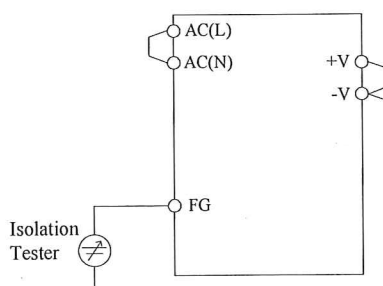 AC(L)
AC(N)
+V
-V
FG
Isolation
Tester